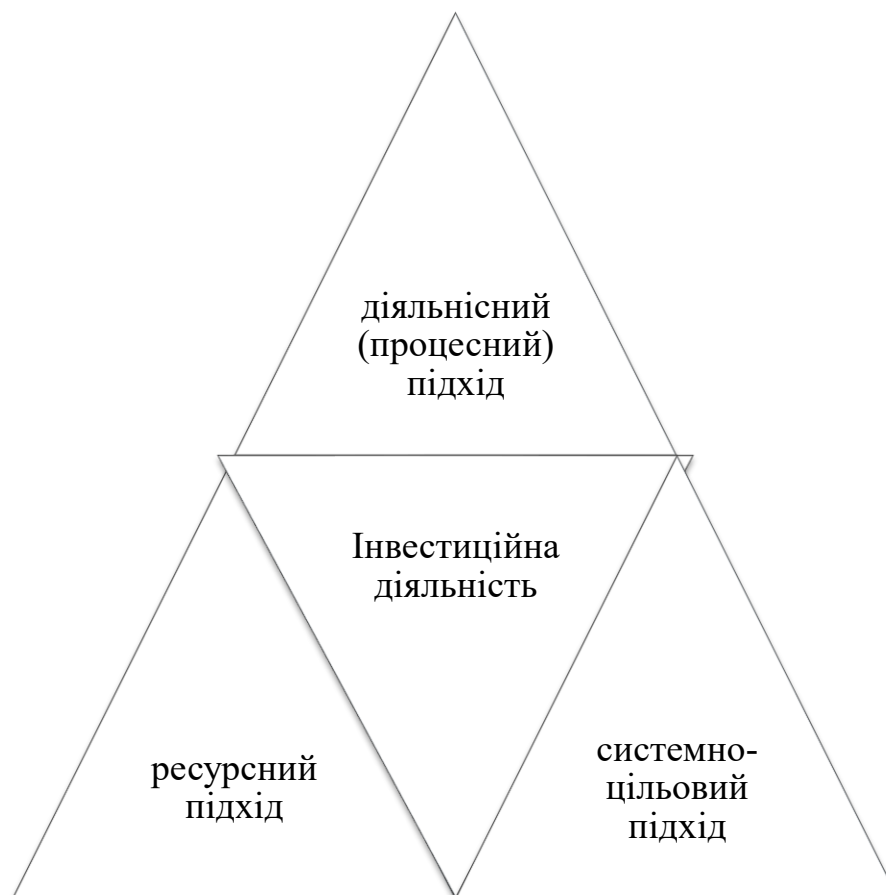 діяльнісний
(процесний)
підхід
Інвестиційна
діяльність
ресурсний
підхід
системно-
цільовий
підхід